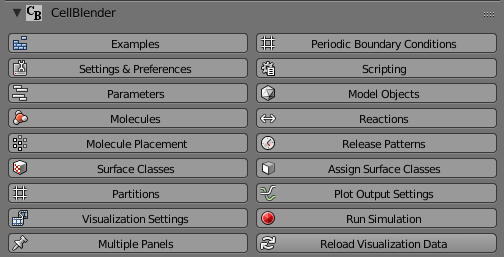 CB CellBlender
Examples Periodic Boundary Conditions
Settings & Preferences Scripting
Parameters Model Objects
Molecules Reactions
Molecule Placement Release Patterns
Surface Classes Assign Surface Classes
Partitions Plot Output Settings
Visualization Settings Run Simulation
Multiple Panels Reload Visualization Data